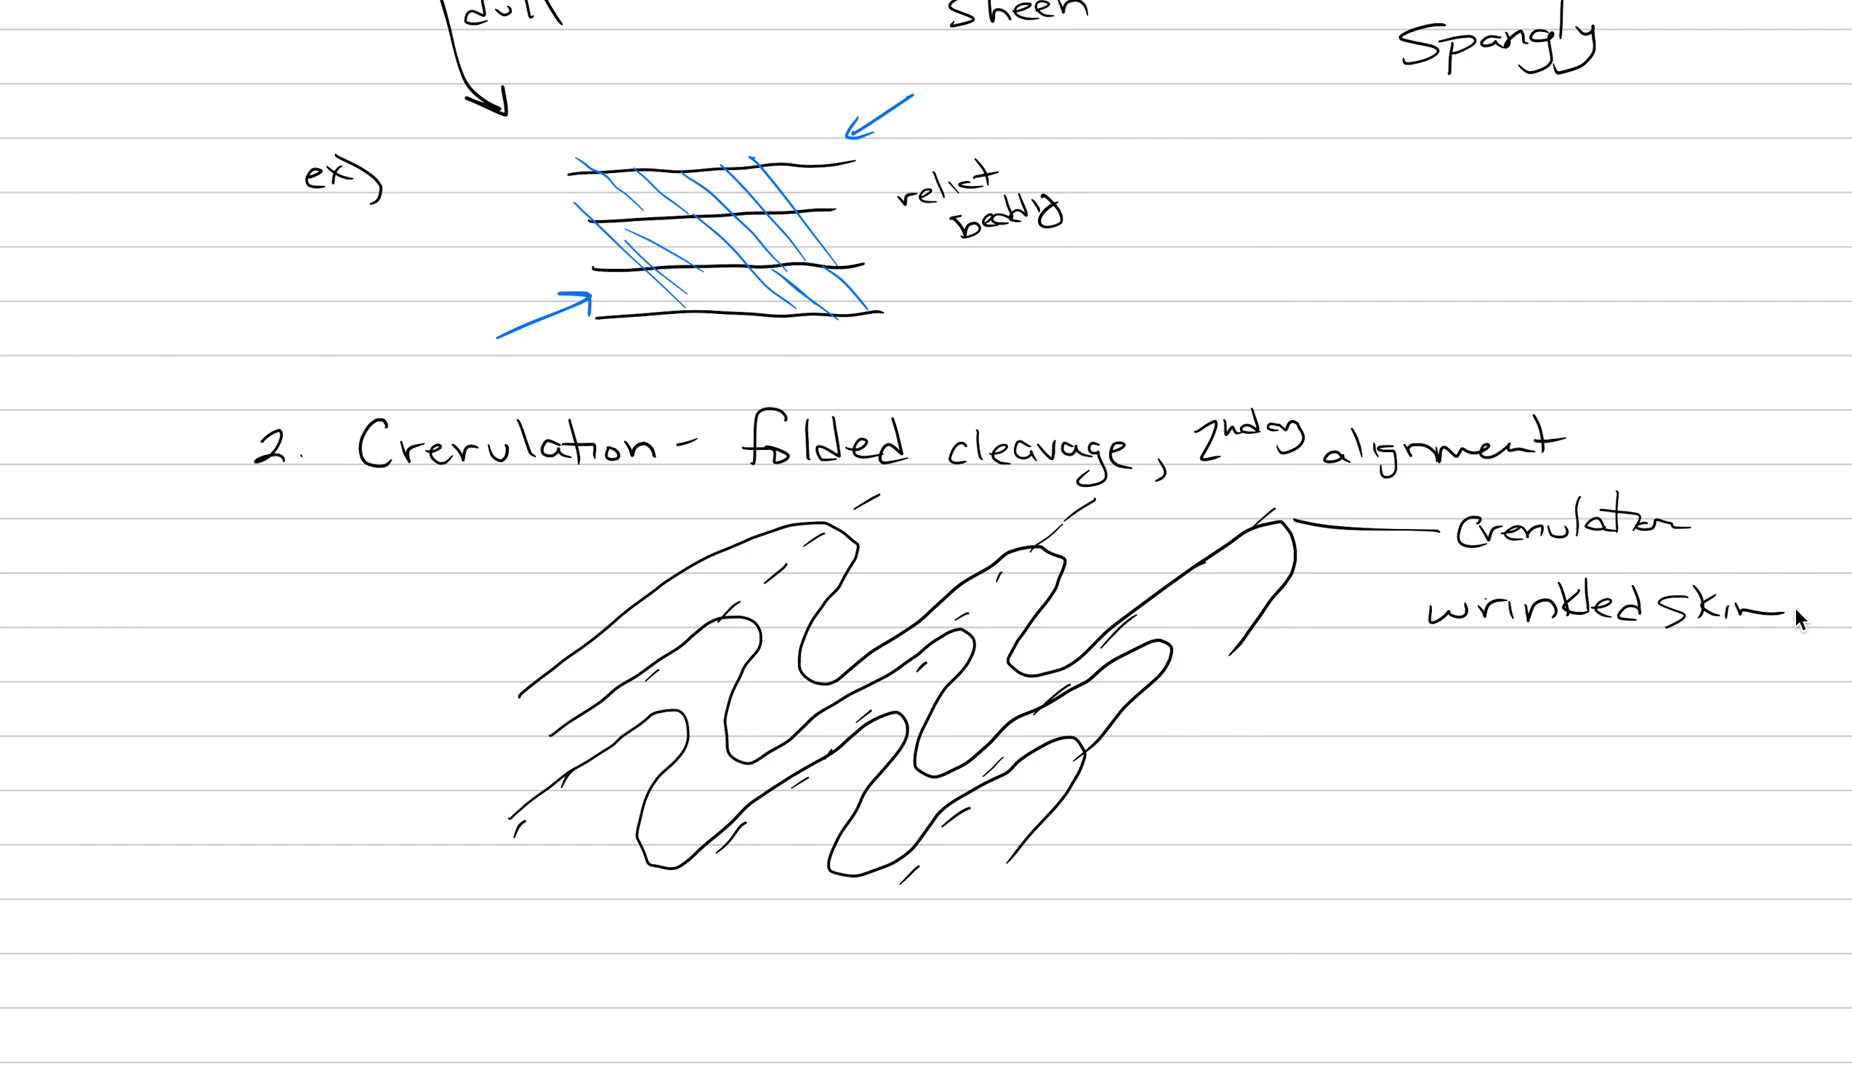 dull
Sheen
Spangly
ex)
relict
bedding
2. Crenulation - folded cleavage, 2ndary alignment
Crenulation
wrinkled skin